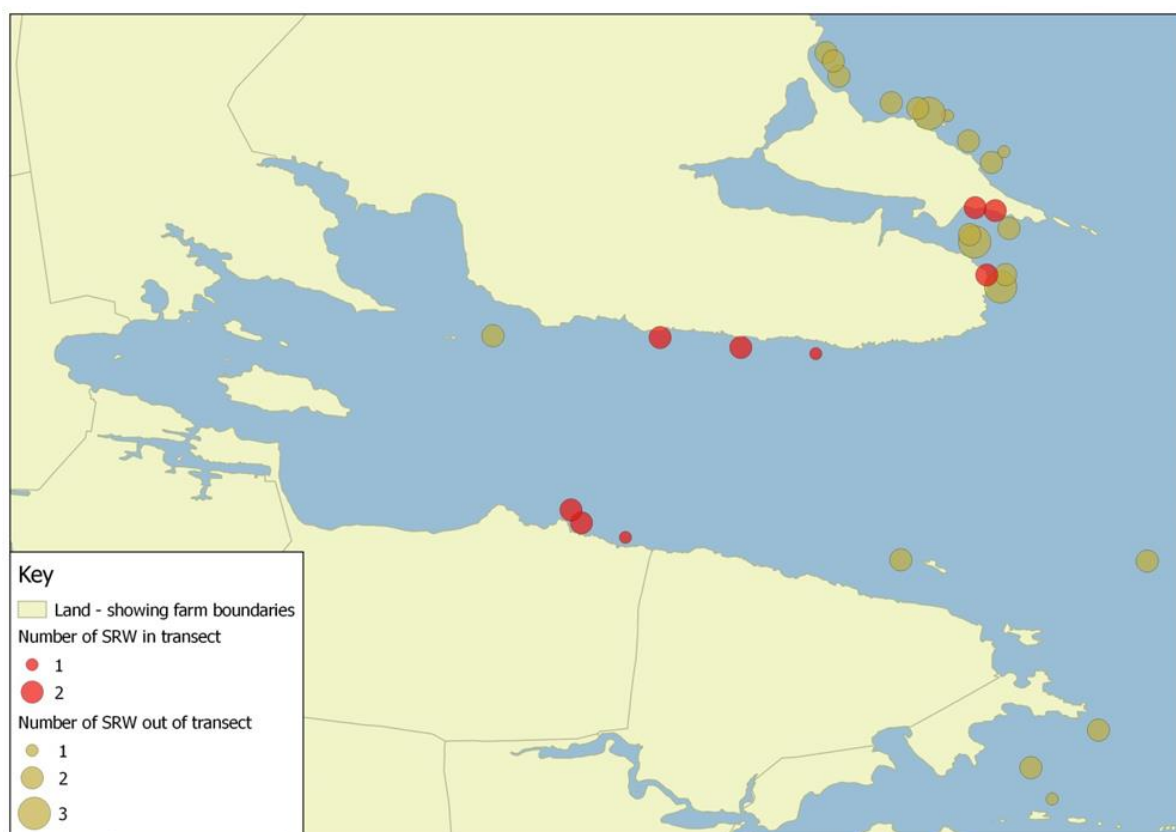 Key
Land - showing farm boundaries
Number of SRW in transect
1
2
Number of SRW out of transect
1
2
3